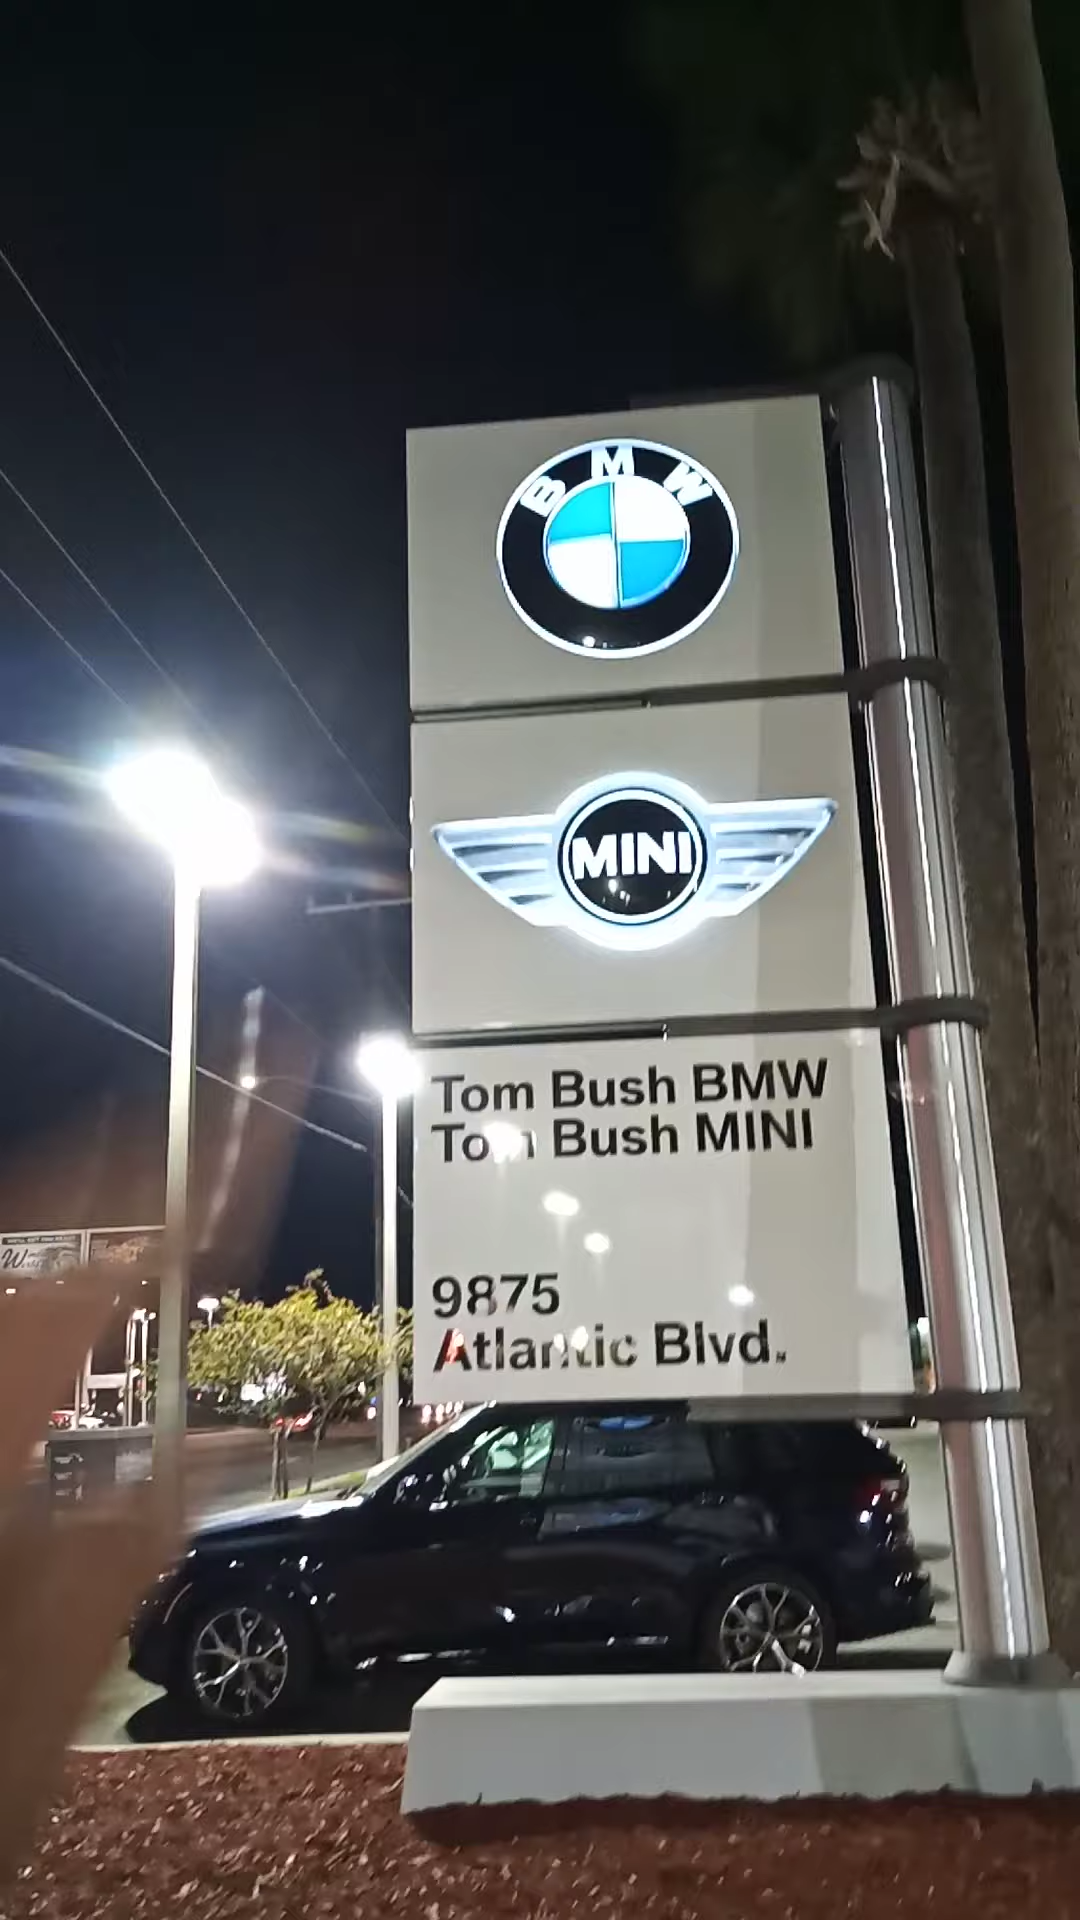 BMW
MINI
Tom Bush BMW
Tom Bush MINI
9875
Atlantic Blvd.